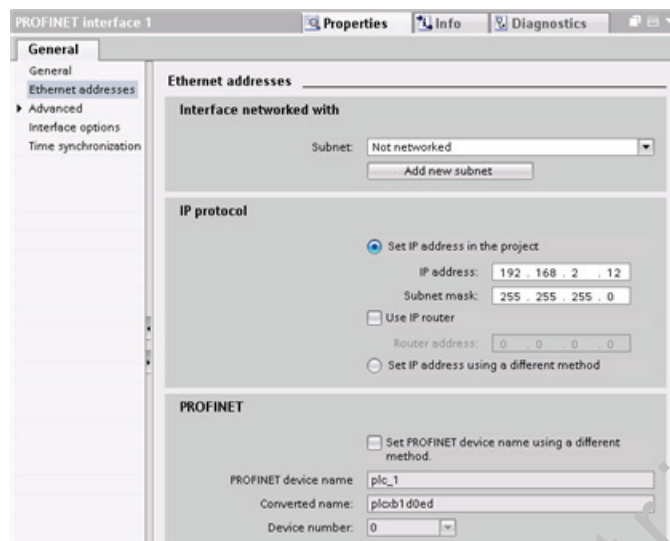 PROFINET interface 1
Properties
Info
Diagnostics
General
General
Ethernet addresses
Advanced
Interface options
Time synchronization
Ethernet addresses
Interface networked with
Subnet: Not networked
Add new subnet
IP protocol
Set IP address in the project
IP address: 192 . 168 . 2 . 12
Subnet mask: 255 . 255 . 255 . 0
Use IP router
Router address: 0 . 0 . 0 . 0
Set IP address using a different method
PROFINET
Set PROFINET device name using a different
method.
PROFINET device name plc_1
Converted name: plcxb1d0ed
Device number: 0